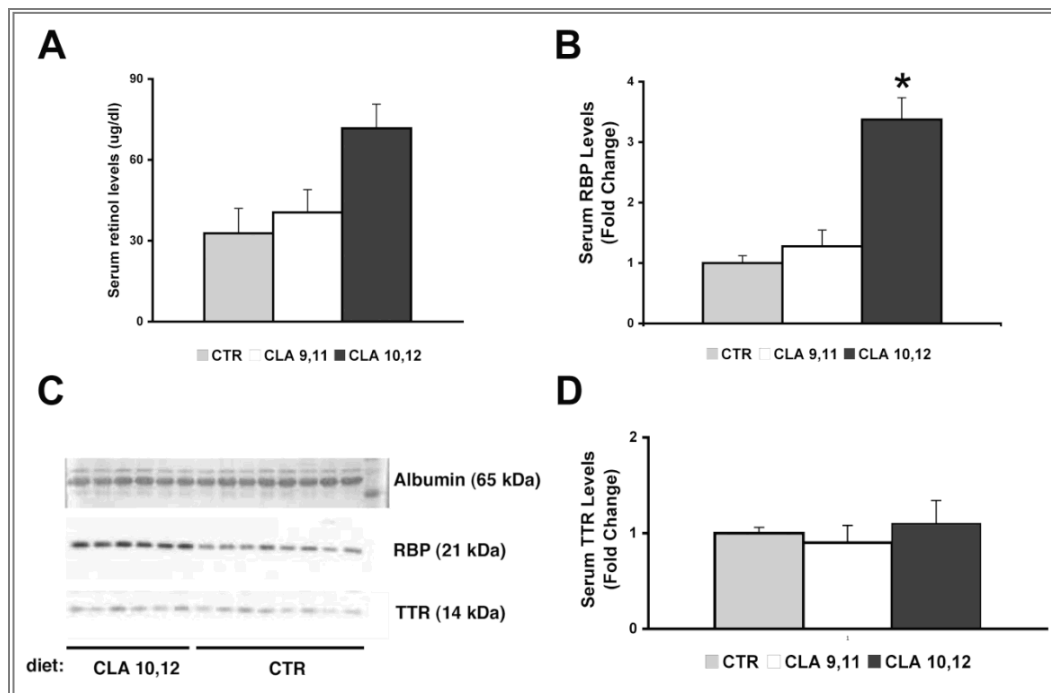 A
Serum retinol levels (ug/dl)
90
60
30
0
CTR CLA 9,11 CLA 10,12
B
Serum RBP Levels
(Fold Change)
4
3
2
1
0
*
CTR CLA 9,11 CLA 10,12
C
Albumin (65 kDa)
RBP (21 kDa)
TTR (14 kDa)
diet: CLA 10,12 CTR
D
Serum TTR Levels
(Fold Change)
2
1
0
1
CTR CLA 9,11 CLA 10,12